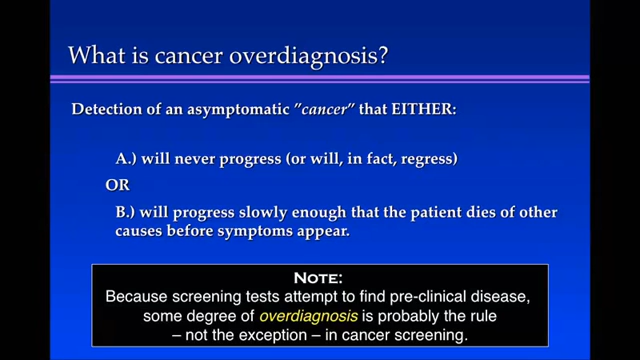 What is cancer overdiagnosis?
Detection of an asymptomatic ”cancer” that EITHER:
A.) will never progress (or will, in fact, regress)
OR
B.) will progress slowly enough that the patient dies of other
causes before symptoms appear.
NOTE:
Because screening tests attempt to find pre-clinical disease,
some degree of overdiagnosis is probably the rule
– not the exception – in cancer screening.